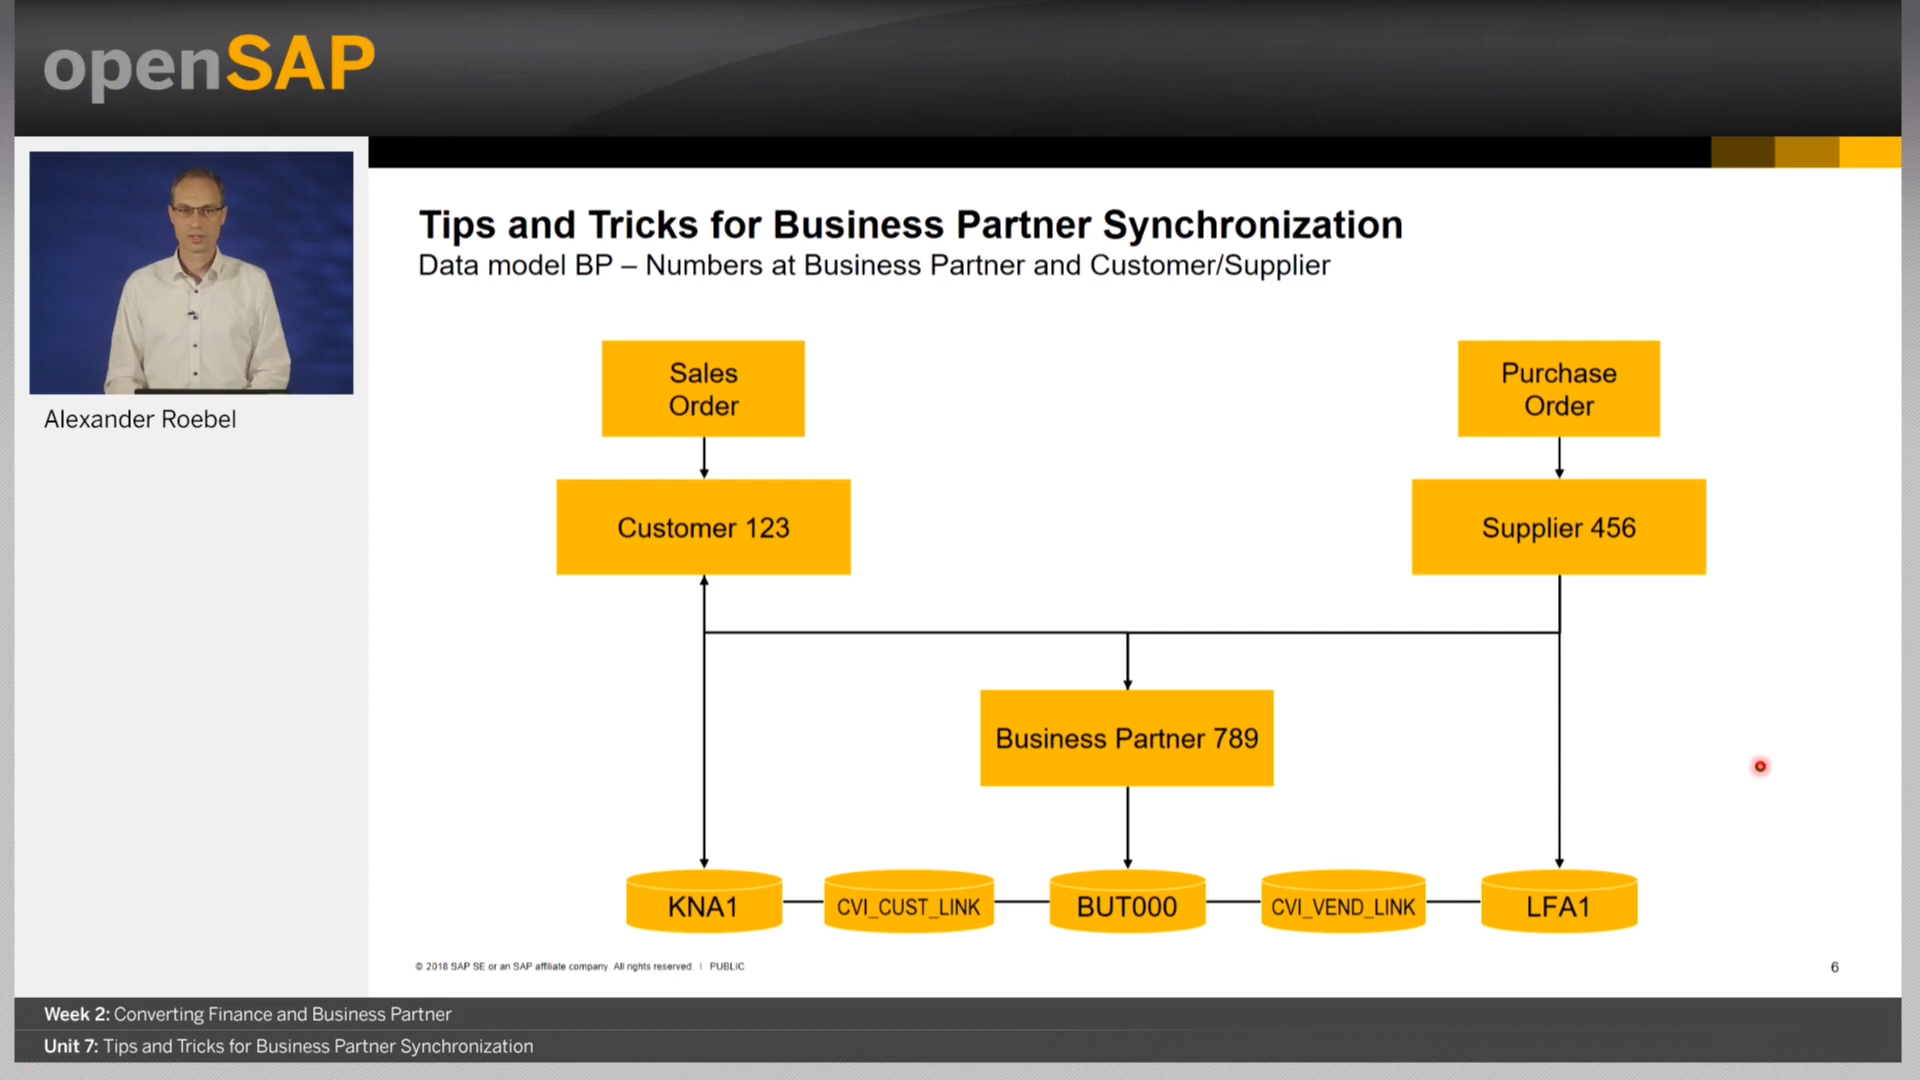 openSAP
Alexander Roebel
Tips and Tricks for Business Partner Synchronization
Data model BP – Numbers at Business Partner and Customer/Supplier
Sales
Order
Purchase
Order
Customer 123
Supplier 456
Business Partner 789
KNA1
CVI_CUST_LINK
BUT000
CVI_VEND_LINK
LFA1
© 2018 SAP SE or an SAP affiliate company. All rights reserved. | PUBLIC
6
Week 2: Converting Finance and Business Partner
Unit 7: Tips and Tricks for Business Partner Synchronization